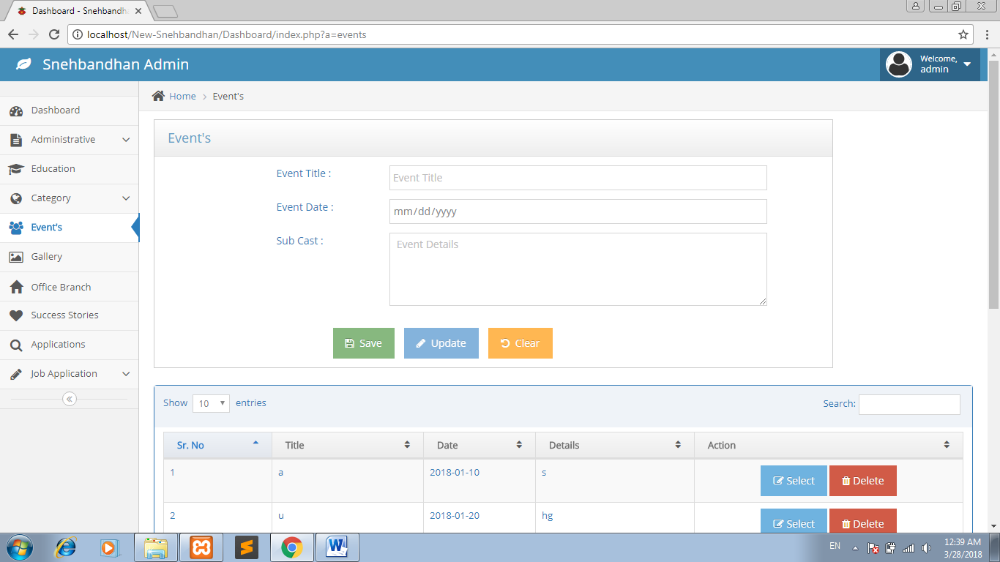 Dashboard - Snehbandh
localhost/New-Snehbandhan/Dashboard/index.php?a=events
Snehbandhan Admin
Welcome,
admin
Home > Event's
Dashboard
Administrative
Education
Category
Event's
Gallery
Office Branch
Success Stories
Applications
Job Application
Event's
Event Title :
Event Title
Event Date :
mm/dd/yyyy
Sub Cast :
Event Details
Save Update Clear
Show 10 entries Search:
Sr. No Title Date Details Action
1 a 2018-01-10 s Select Delete
2 u 2018-01-20 hg Select Delete
EN 12:39 AM
3/28/2018